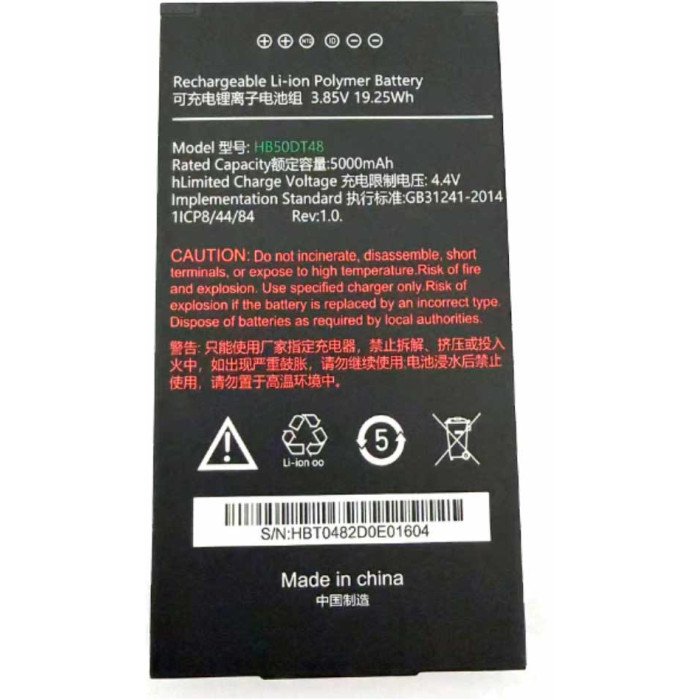 + + NTC ID - -
Rechargeable Li-ion Polymer Battery
可充电锂离子电池组 3.85V 19.25Wh
Model 型号: HB50DT48
Rated Capacity额定容量:5000mAh
hLimited Charge Voltage 充电限制电压: 4.4V
Implementation Standard 执行标准:GB31241-2014
1ICP8/44/84 Rev:1.0.
CAUTION: Do not incinerate, disassemble, short
terminals, or expose to high temperature.Risk of fire
and explosion. Use specified charger only.Risk of
explosion if the battery is replaced by an incorrect type.
Dispose of batteries as required by local authorities.
警告: 只能使用厂家指定充电器，禁止拆解、挤压或投入
火中，如出现严重鼓胀，请勿继续使用;电池浸水后禁止
使用，请勿置于高温环境中。
5
Li-ion oo
S/N:HBT0482D0E01604
Made in china
中国制造